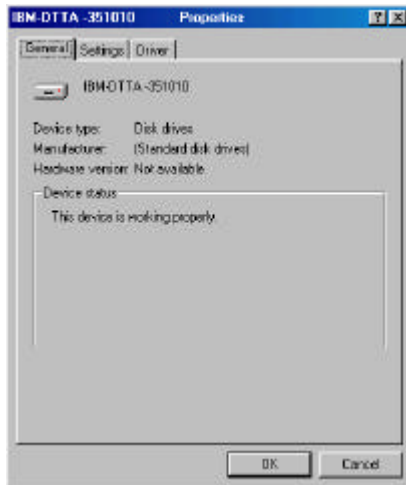 IBM-DTTA-351010 Properties
General Settings Driver
IBM-DTTA-351010
Device type: Disk drives
Manufacturer: (Standard disk drives)
Hardware version: Not available
Device status
This device is working properly.
OK Cancel